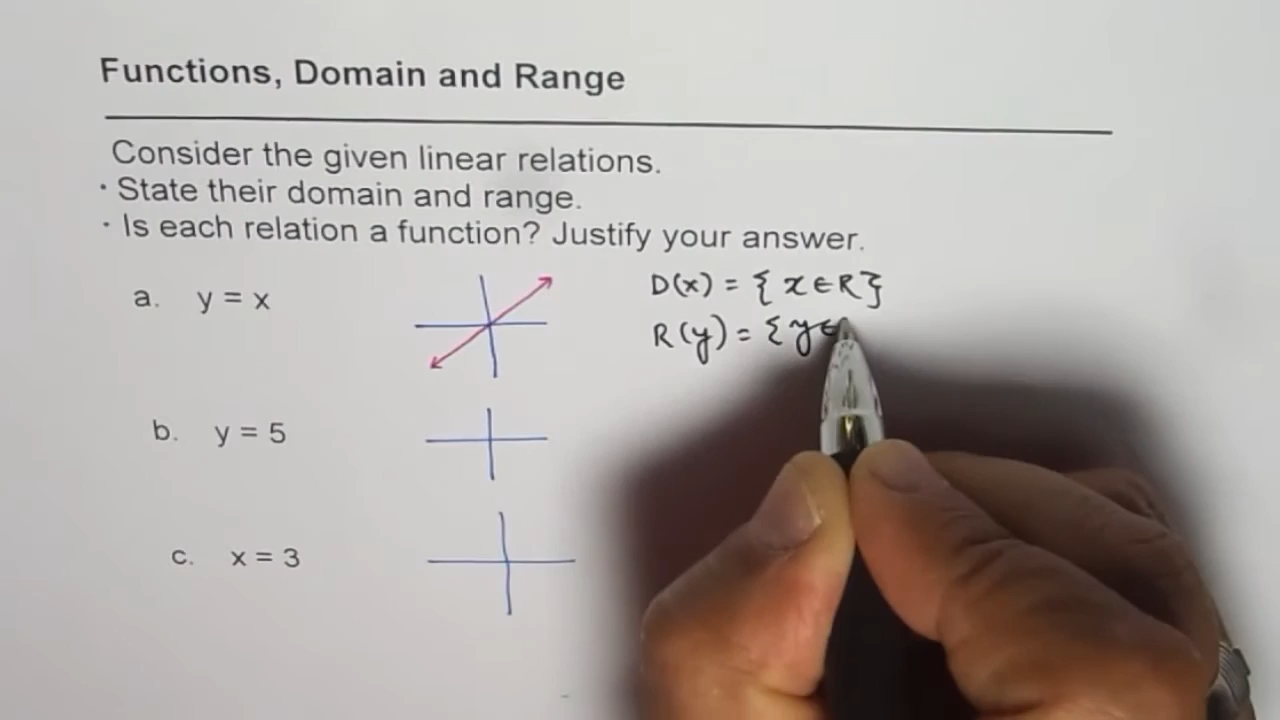 Functions, Domain and Range
Consider the given linear relations.
· State their domain and range.
· Is each relation a function? Justify your answer.
a. y = x
D(x) = { x ∈ R }
R(y) = { y ∈
b. y = 5
c. x = 3